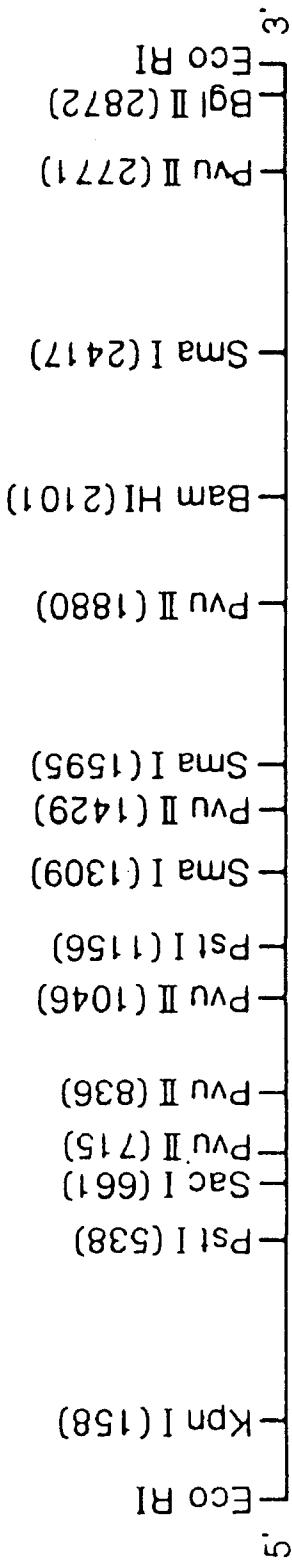 5'
Eco RI
Kpn I (158)
Pst I (538)
Sac I (661)
Pvu II (715)
Pvu II (836)
Pvu II (1046)
Pst I (1156)
Sma I (1309)
Pvu II (1429)
Sma I (1595)
Pvu II (1880)
Bam HI (2101)
Sma I (2417)
Pvu II (2771)
Bgl II (2872)
Eco RI
3'